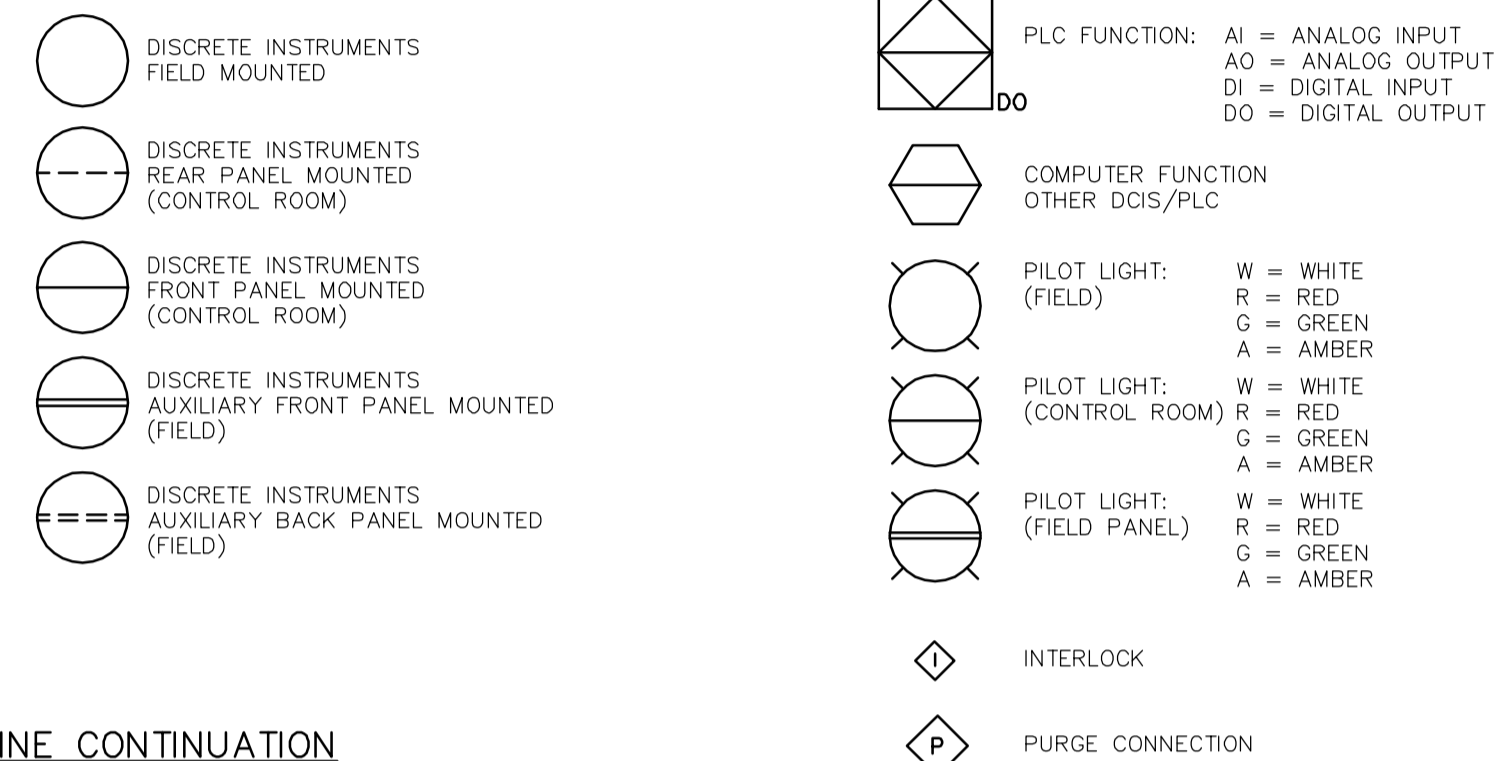 DISCRETE INSTRUMENTS
FIELD MOUNTED
DISCRETE INSTRUMENTS
REAR PANEL MOUNTED
(CONTROL ROOM)
DISCRETE INSTRUMENTS
FRONT PANEL MOUNTED
(CONTROL ROOM)
DISCRETE INSTRUMENTS
AUXILIARY FRONT PANEL MOUNTED
(FIELD)
DISCRETE INSTRUMENTS
AUXILIARY BACK PANEL MOUNTED
(FIELD)
INE CONTINUATION
PLC FUNCTION: AI = ANALOG INPUT
AO = ANALOG OUTPUT
DI = DIGITAL INPUT
DO DO = DIGITAL OUTPUT
COMPUTER FUNCTION
OTHER DCIS/PLC
PILOT LIGHT: W = WHITE
(FIELD) R = RED
G = GREEN
A = AMBER
PILOT LIGHT: W = WHITE
(CONTROL ROOM) R = RED
G = GREEN
A = AMBER
PILOT LIGHT: W = WHITE
(FIELD PANEL) R = RED
G = GREEN
A = AMBER
I INTERLOCK
P PURGE CONNECTION